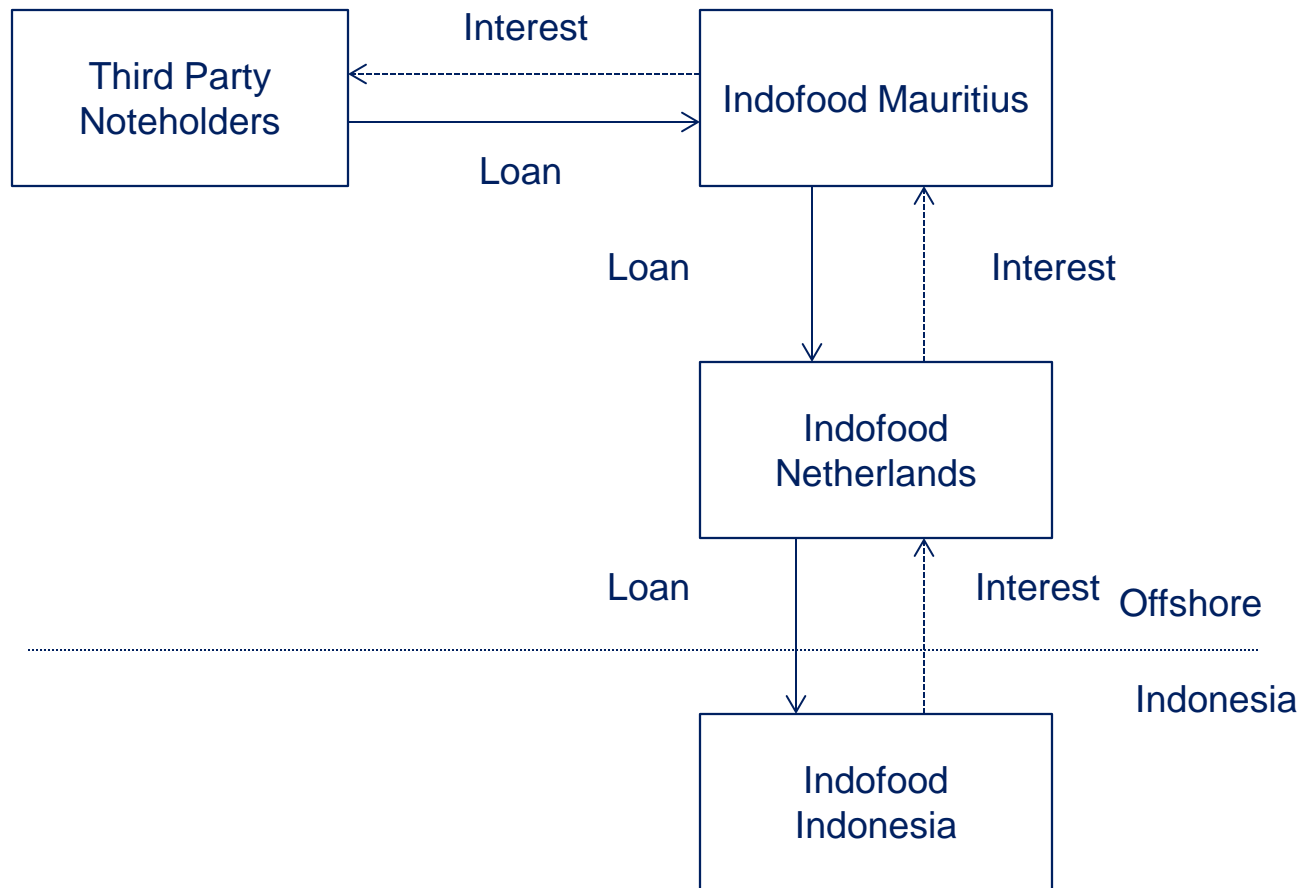 Interest
Third Party
Noteholders
Indofood Mauritius
Loan
Loan
Interest
Indofood
Netherlands
Loan
Interest
Offshore
Indonesia
Indofood
Indonesia